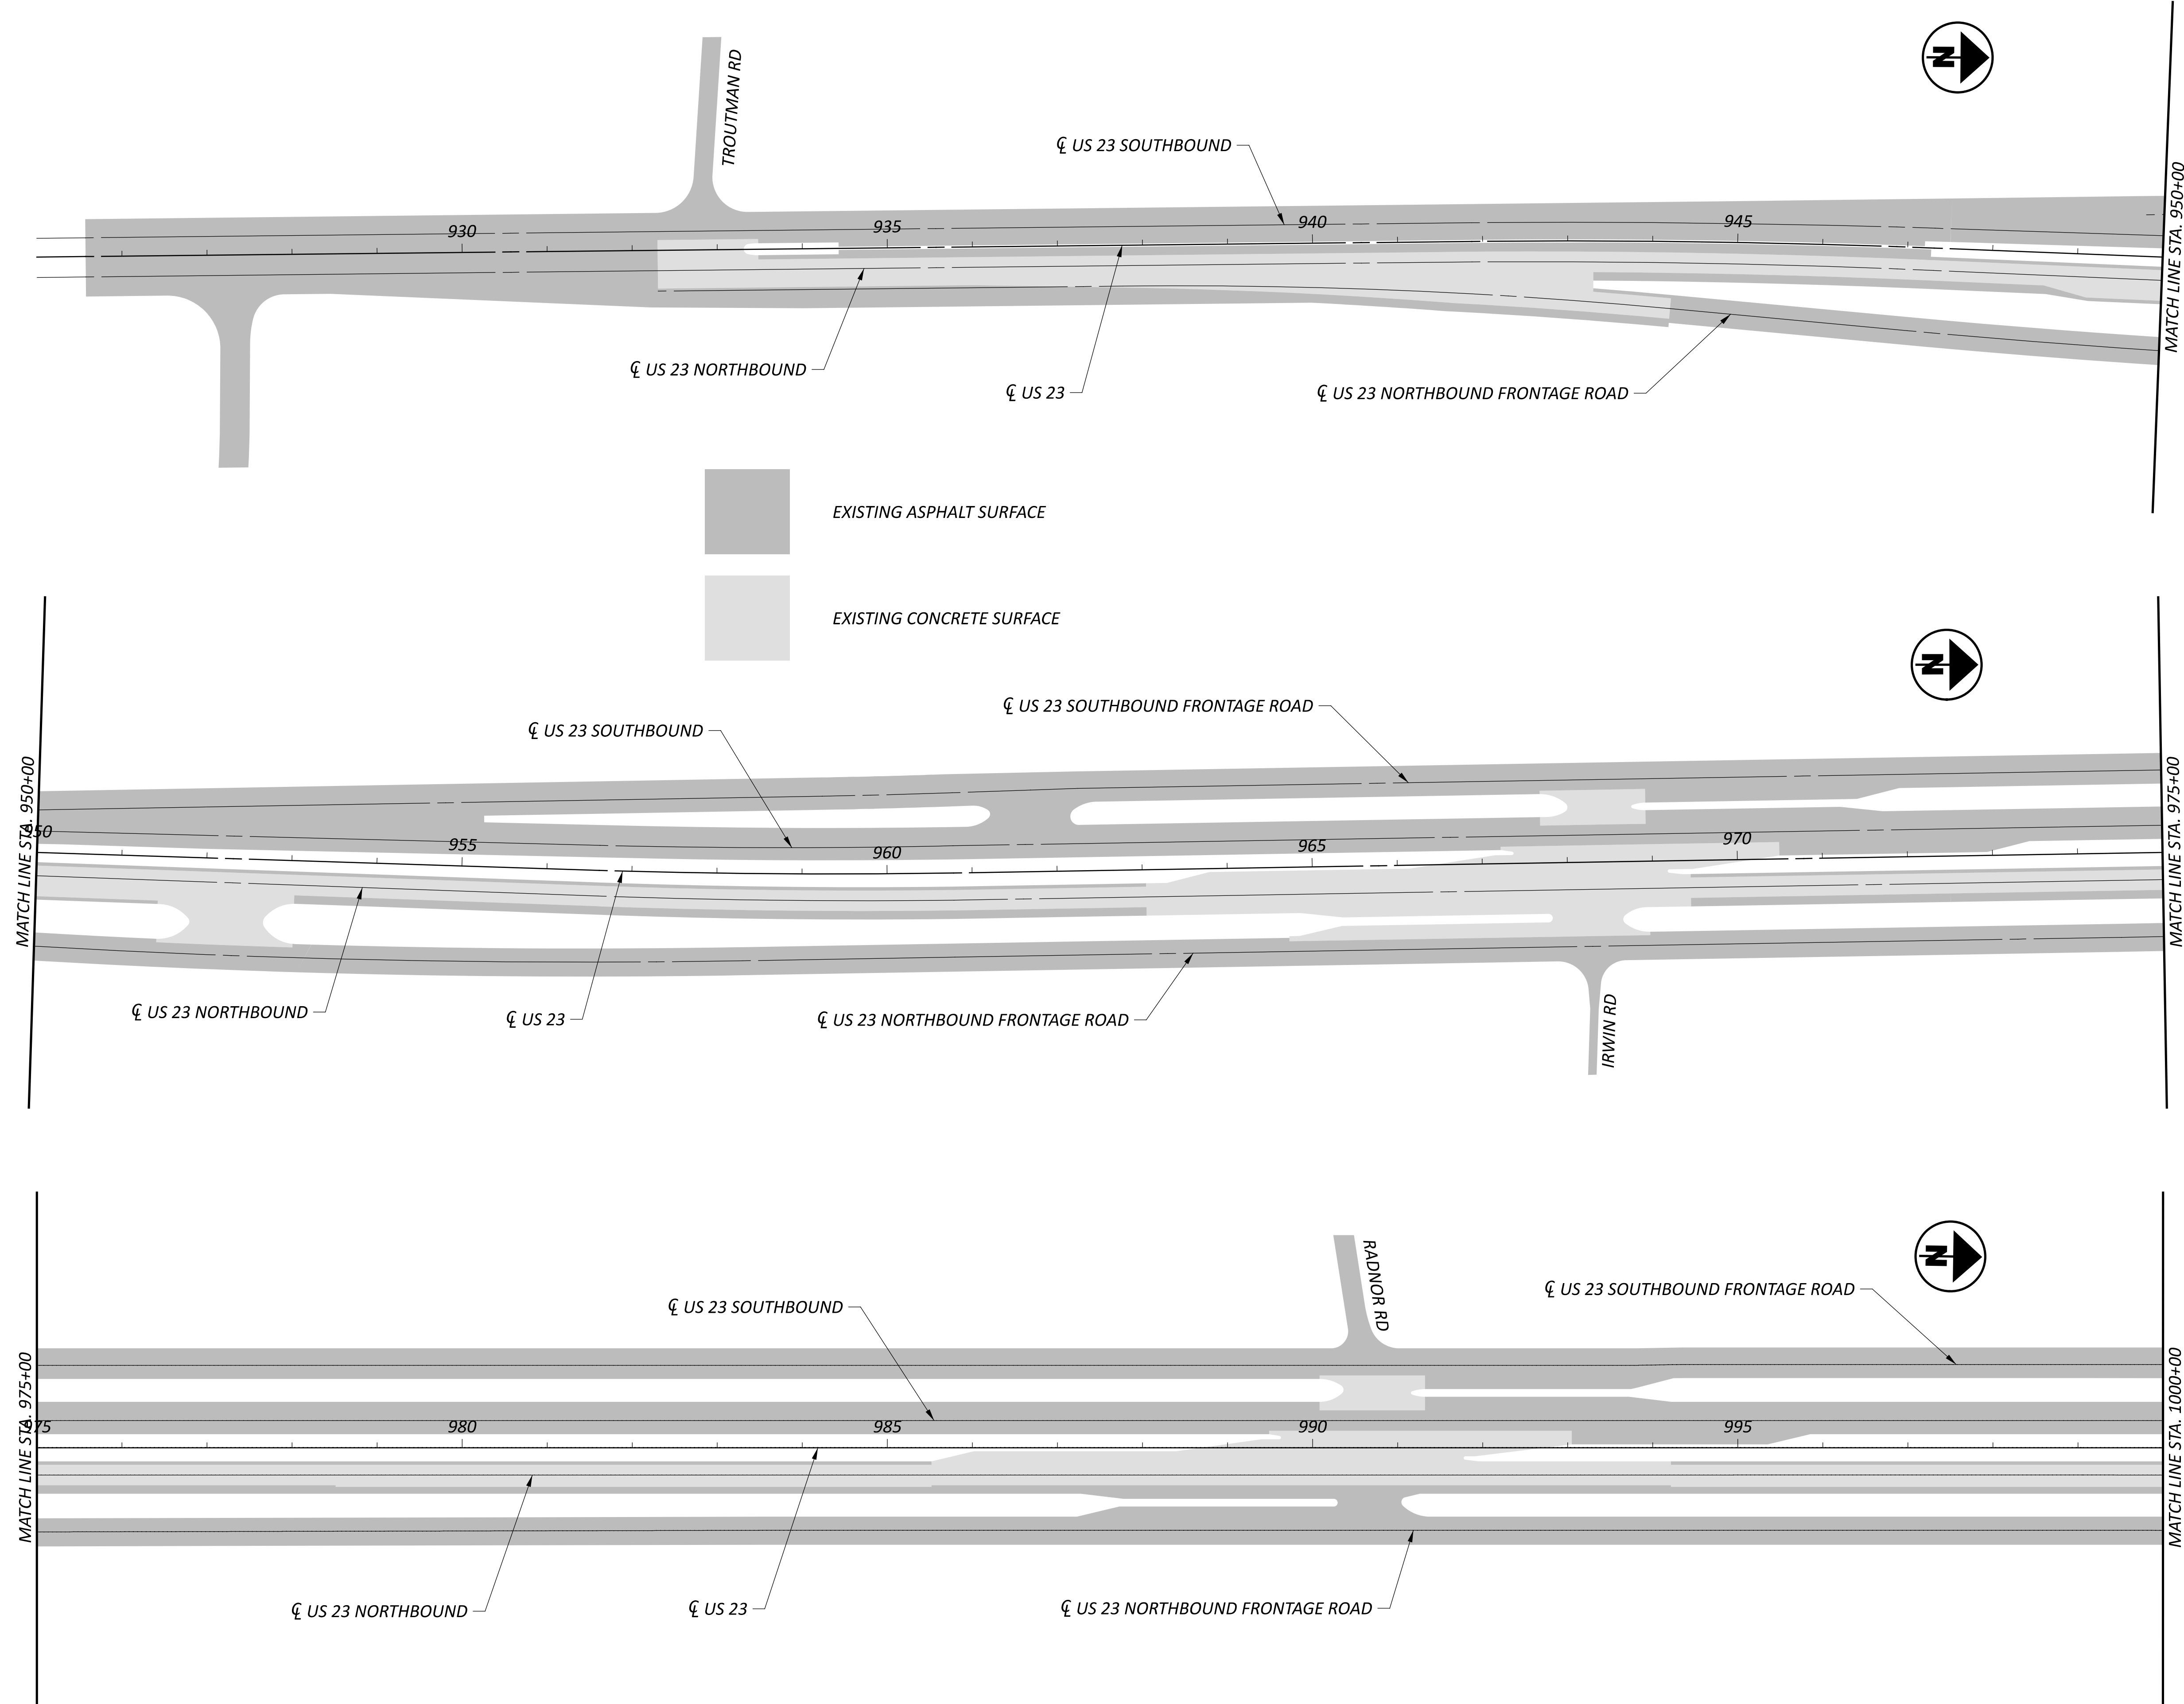 TROUTMAN RD
N
MATCH LINE STA. 950+00
℄ US 23 SOUTHBOUND
930
935
940
945
℄ US 23 NORTHBOUND
℄ US 23
℄ US 23 NORTHBOUND FRONTAGE ROAD
EXISTING ASPHALT SURFACE
EXISTING CONCRETE SURFACE
N
MATCH LINE STA. 950+00
℄ US 23 SOUTHBOUND
℄ US 23 SOUTHBOUND FRONTAGE ROAD
MATCH LINE STA. 975+00
950
955
960
965
970
℄ US 23 NORTHBOUND
℄ US 23
℄ US 23 NORTHBOUND FRONTAGE ROAD
IRWIN RD
N
MATCH LINE STA. 975+00
℄ US 23 SOUTHBOUND
RADNOR RD
℄ US 23 SOUTHBOUND FRONTAGE ROAD
MATCH LINE STA. 1000+00
975
980
985
990
995
℄ US 23 NORTHBOUND
℄ US 23
℄ US 23 NORTHBOUND FRONTAGE ROAD